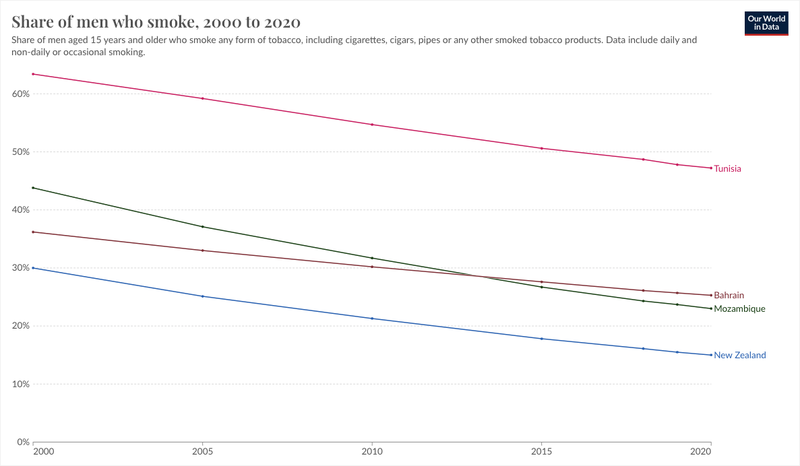 Share of men who smoke, 2000 to 2020
Our World
in Data
Share of men aged 15 years and older who smoke any form of tobacco, including cigarettes, cigars, pipes or any other smoked tobacco products. Data include daily and
non-daily or occasional smoking.
60%
50%
Tunisia
40%
30%
Bahrain
Mozambique
20%
New Zealand
10%
0%
2000
2005
2010
2015
2020